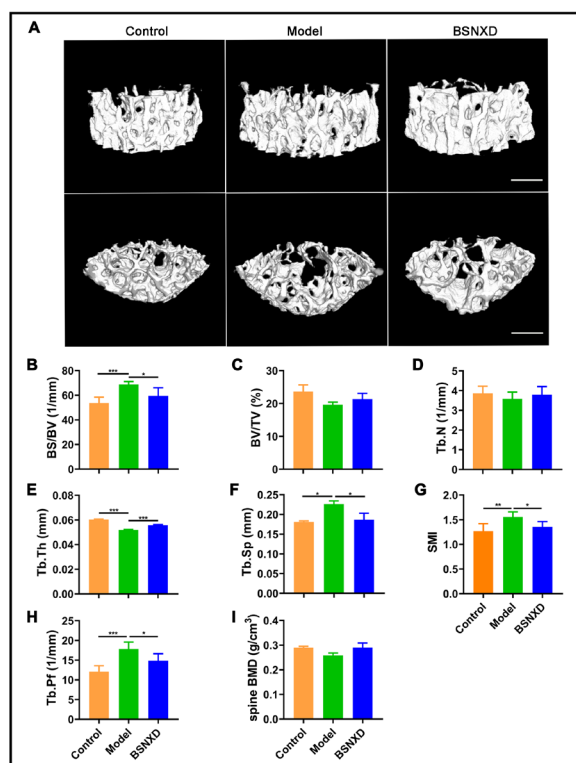 A
Control Model BSNXD
B
BS/BV (1/mm)
80
60
40
20
0
*** *
C
BV/TV (%)
30
20
10
0
D
Tb.N (1/mm)
5
4
3
2
1
0
E
Tb.Th (mm)
0.08
0.06
0.04
0.02
0.00
*** ***
F
Tb.Sp (mm)
0.25
0.20
0.15
0.10
0.05
0.00
* *
G
SMI
2.0
1.5
1.0
0.5
0.0
** *
Control Model BSNXD
H
Tb.Pf (1/mm)
25
20
15
10
5
0
*** *
Control Model BSNXD
I
spine BMD (g/cm³)
0.4
0.3
0.2
0.1
0.0
Control Model BSNXD